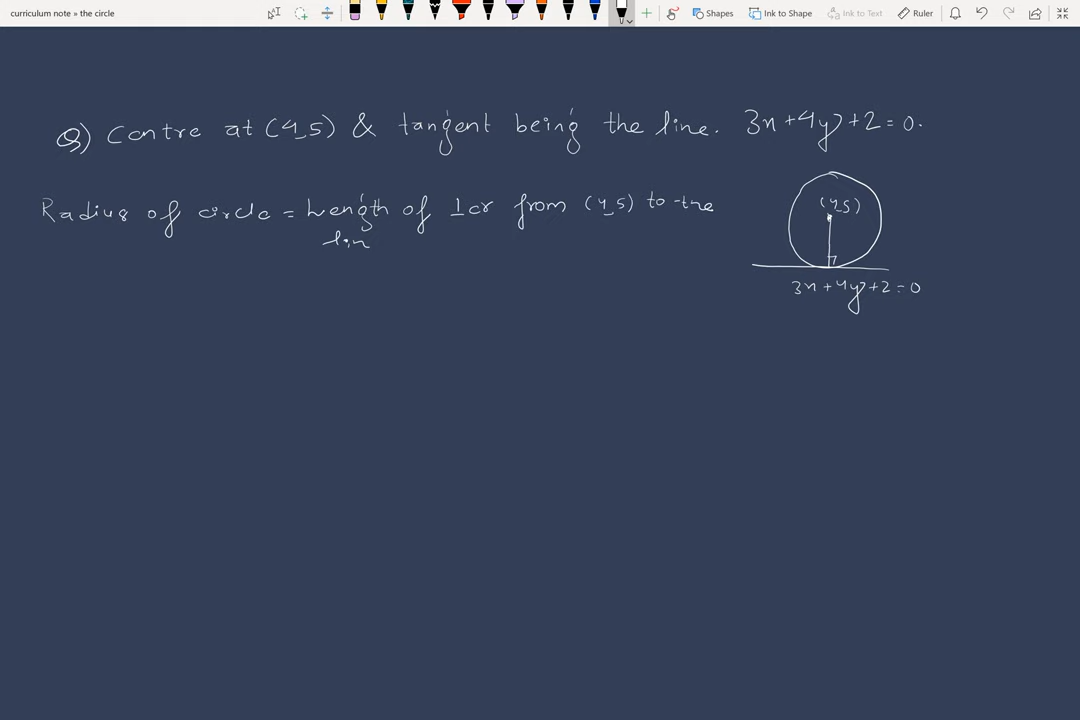 curriculum note » the circle
Shapes
Ink to Shape
Ink to Text
Ruler
Q) Centre at (4,5) & tangent being the line. 3x+4y+2=0.
Radius of circle = Length of ⊥cr from (4,5) to the
lin
(4,5)
3x+4y+2=0